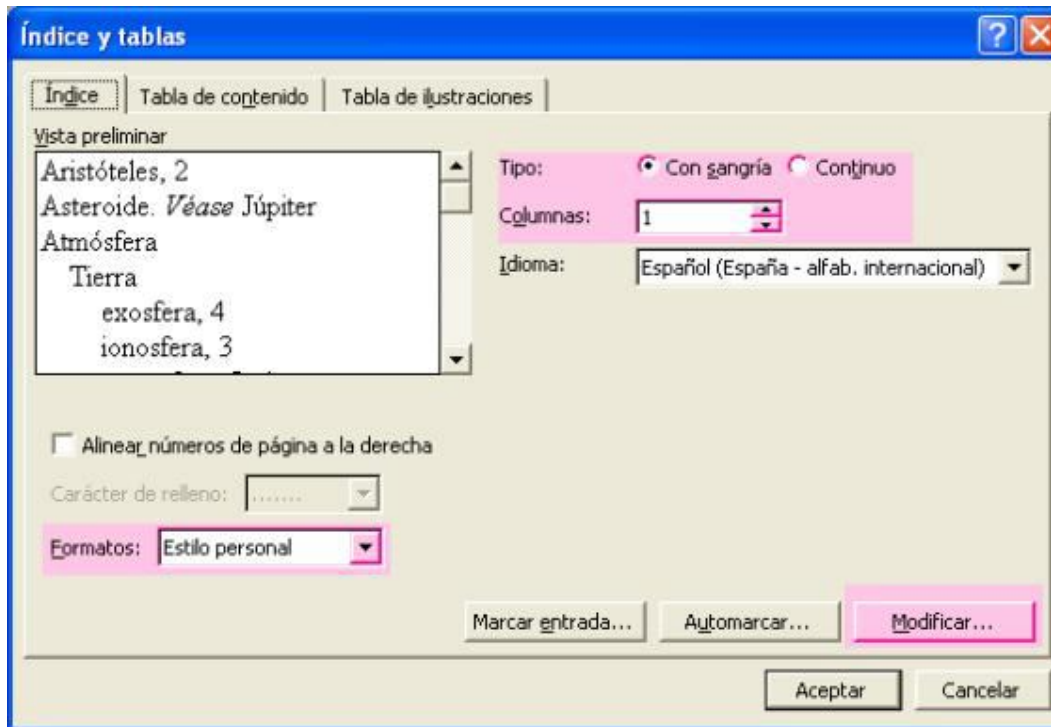 Índice y tablas
Índice
Tabla de contenido
Tabla de ilustraciones
Vista preliminar
Aristóteles, 2
Asteroide. Véase Júpiter
Atmósfera
Tierra
exosfera, 4
ionosfera, 3
Tipo: Con sangría Continuo
Columnas: 1
Idioma: Español (España - alfab. internacional)
Alinear números de página a la derecha
Carácter de relleno: .......
Formatos: Estilo personal
Marcar entrada... Automarcar... Modificar...
Aceptar Cancelar